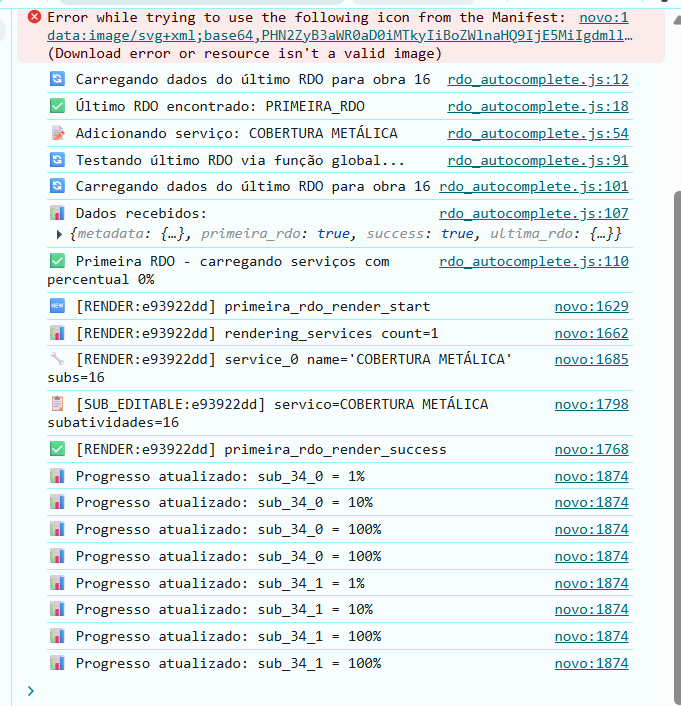 Error while trying to use the following icon from the Manifest: novo:1
data:image/svg+xml;base64,PHN2ZyB3aWR0aD0iMTkyIiBoZWlnaHQ9IjE5MiIgdmll…
(Download error or resource isn't a valid image)
Carregando dados do último RDO para obra 16 rdo_autocomplete.js:12
Último RDO encontrado: PRIMEIRA_RDO rdo_autocomplete.js:18
Adicionando serviço: COBERTURA METÁLICA rdo_autocomplete.js:54
Testando último RDO via função global... rdo_autocomplete.js:91
Carregando dados do último RDO para obra 16 rdo_autocomplete.js:101
Dados recebidos: rdo_autocomplete.js:107
{metadata: {…}, primeira_rdo: true, success: true, ultima_rdo: {…}}
Primeira RDO - carregando serviços com rdo_autocomplete.js:110
percentual 0%
NEW [RENDER:e93922dd] primeira_rdo_render_start novo:1629
[RENDER:e93922dd] rendering_services count=1 novo:1662
[RENDER:e93922dd] service_0 name='COBERTURA METÁLICA' novo:1685
subs=16
[SUB_EDITABLE:e93922dd] servico=COBERTURA METÁLICA novo:1798
subatividades=16
[RENDER:e93922dd] primeira_rdo_render_success novo:1768
Progresso atualizado: sub_34_0 = 1% novo:1874
Progresso atualizado: sub_34_0 = 10% novo:1874
Progresso atualizado: sub_34_0 = 100% novo:1874
Progresso atualizado: sub_34_0 = 100% novo:1874
Progresso atualizado: sub_34_1 = 1% novo:1874
Progresso atualizado: sub_34_1 = 10% novo:1874
Progresso atualizado: sub_34_1 = 100% novo:1874
Progresso atualizado: sub_34_1 = 100% novo:1874